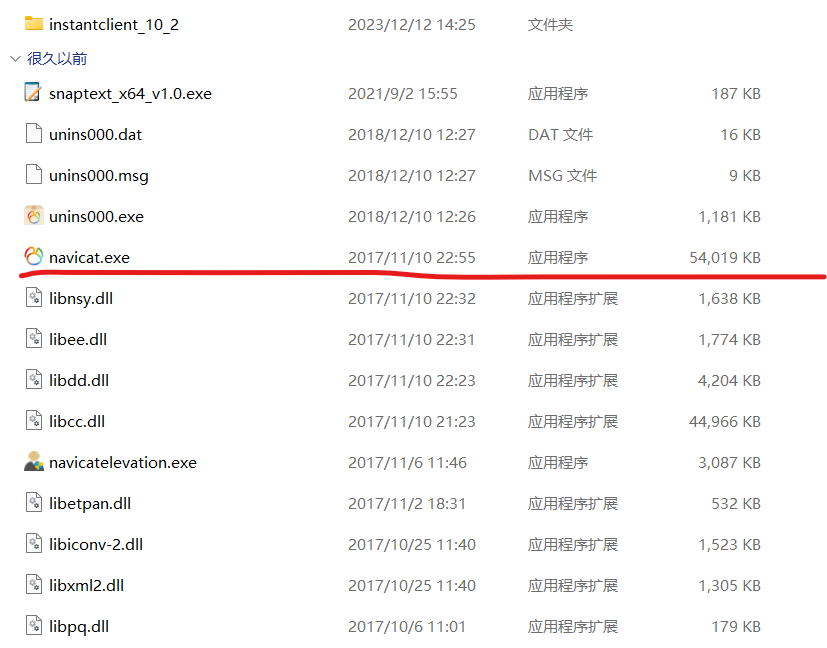 instantclient_10_2 2023/12/12 14:25 文件夹
很久以前
snaptext_x64_v1.0.exe 2021/9/2 15:55 应用程序 187 KB
unins000.dat 2018/12/10 12:27 DAT 文件 16 KB
unins000.msg 2018/12/10 12:27 MSG 文件 9 KB
unins000.exe 2018/12/10 12:26 应用程序 1,181 KB
navicat.exe 2017/11/10 22:55 应用程序 54,019 KB
libnsy.dll 2017/11/10 22:32 应用程序扩展 1,638 KB
libee.dll 2017/11/10 22:31 应用程序扩展 1,774 KB
libdd.dll 2017/11/10 22:23 应用程序扩展 4,204 KB
libcc.dll 2017/11/10 21:23 应用程序扩展 44,966 KB
navicatelevation.exe 2017/11/6 11:46 应用程序 3,087 KB
libetpan.dll 2017/11/2 18:31 应用程序扩展 532 KB
libiconv-2.dll 2017/10/25 11:40 应用程序扩展 1,523 KB
libxml2.dll 2017/10/25 11:40 应用程序扩展 1,305 KB
libpq.dll 2017/10/6 11:01 应用程序扩展 179 KB